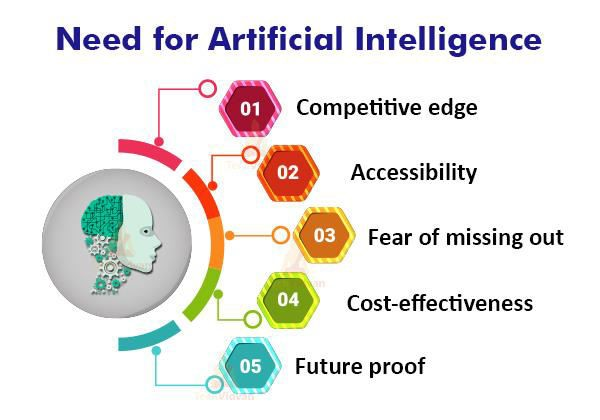 Need for Artificial Intelligence
01 Competitive edge
02 Accessibility
03 Fear of missing out
04 Cost-effectiveness
05 Future proof